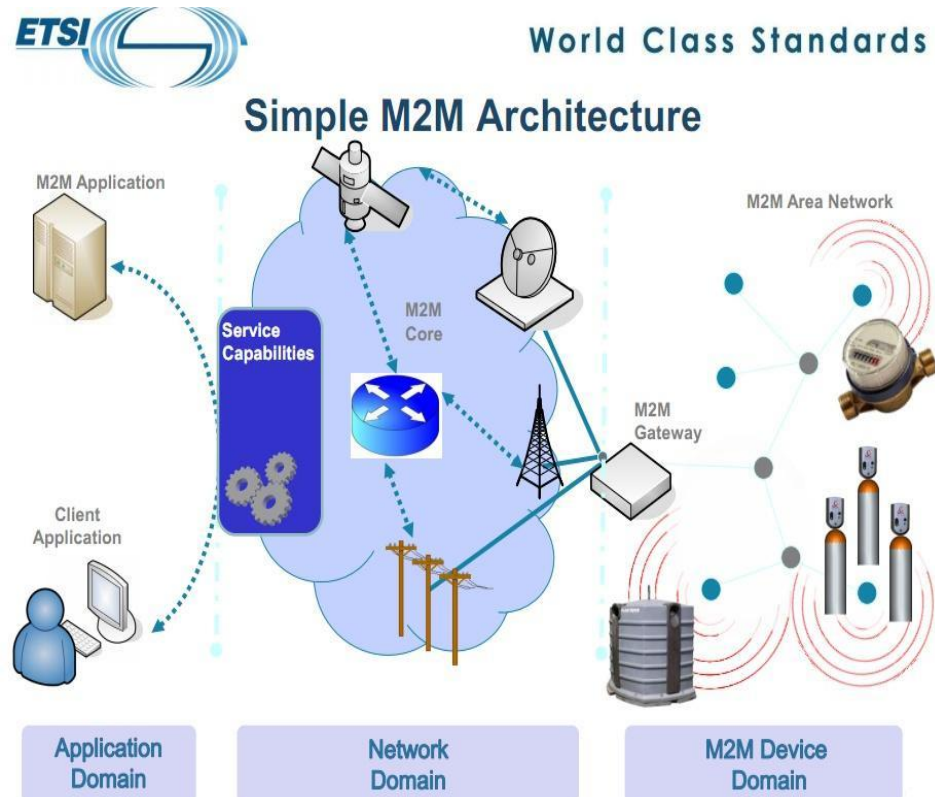 ETSI
World Class Standards
Simple M2M Architecture
M2M Application
M2M Area Network
Service
Capabilities
M2M
Core
M2M
Gateway
Client
Application
Application
Domain
Network
Domain
M2M Device
Domain